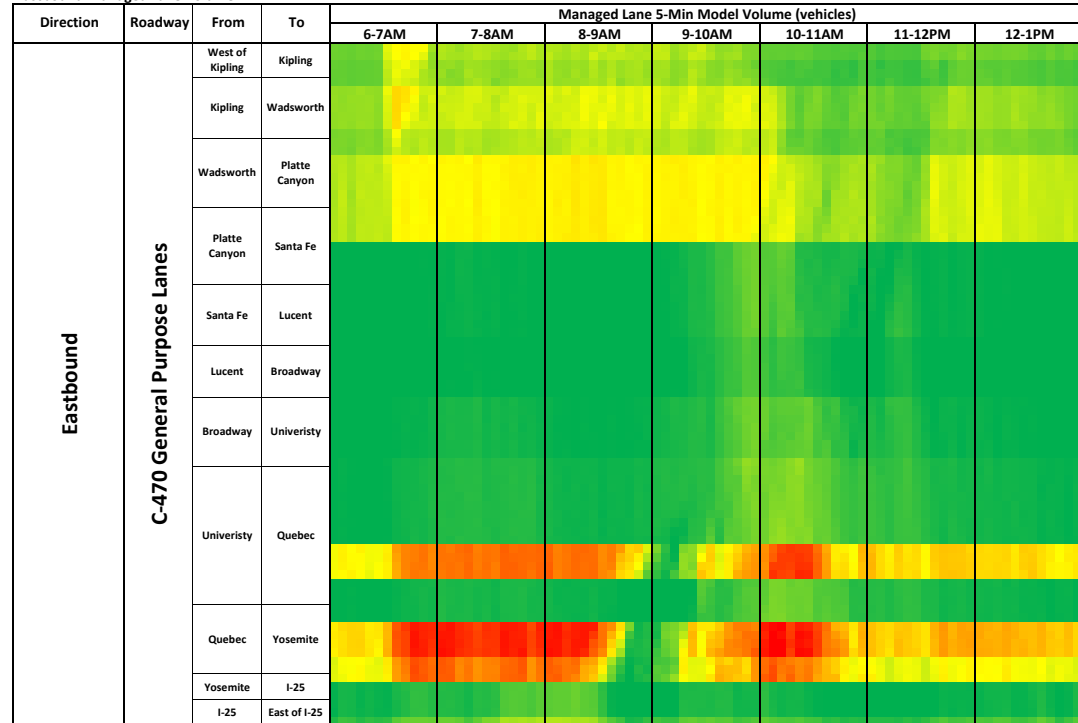 Direction Roadway From To Managed Lane 5-Min Model Volume (vehicles)
6-7AM 7-8AM 8-9AM 9-10AM 10-11AM 11-12PM 12-1PM
Eastbound
C-470 General Purpose Lanes
West of Kipling Kipling
Kipling Wadsworth
Wadsworth Platte Canyon
Platte Canyon Santa Fe
Santa Fe Lucent
Lucent Broadway
Broadway Univeristy
Univeristy Quebec
Quebec Yosemite
Yosemite I-25
I-25 East of I-25